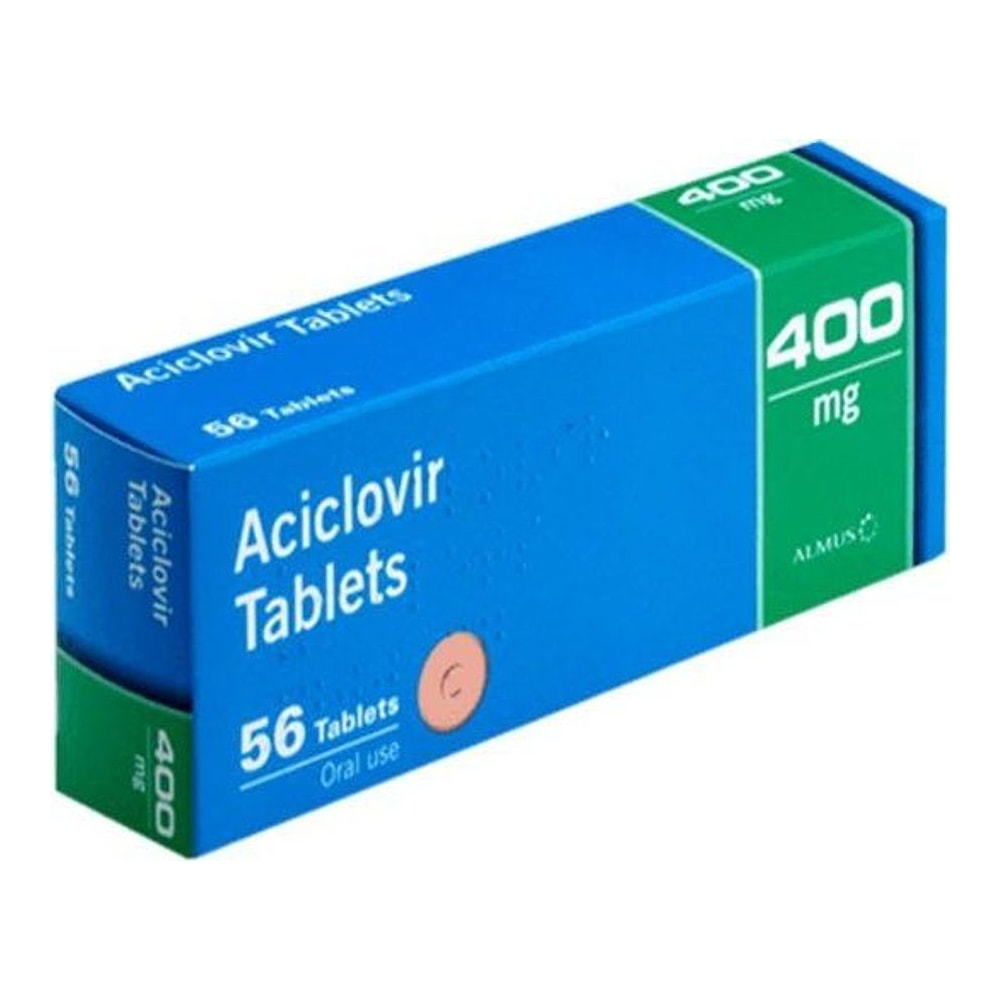 400
mg
Aciclovir Tablets
56 Tablets
400
mg
ALMUS
Aciclovir
Tablets
56 Tablets
Oral use
C
56 Tablets
Aciclovir
Tablets
400
mg